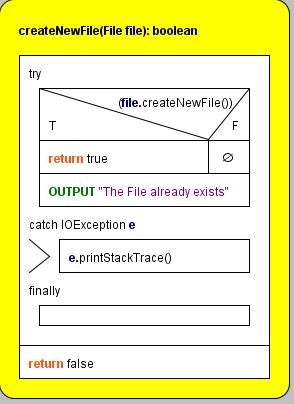 createNewFile(File file): boolean
try
(file.createNewFile())
T F
return true ∅
OUTPUT "The File already exists"
catch IOException e
e.printStackTrace()
finally
return false